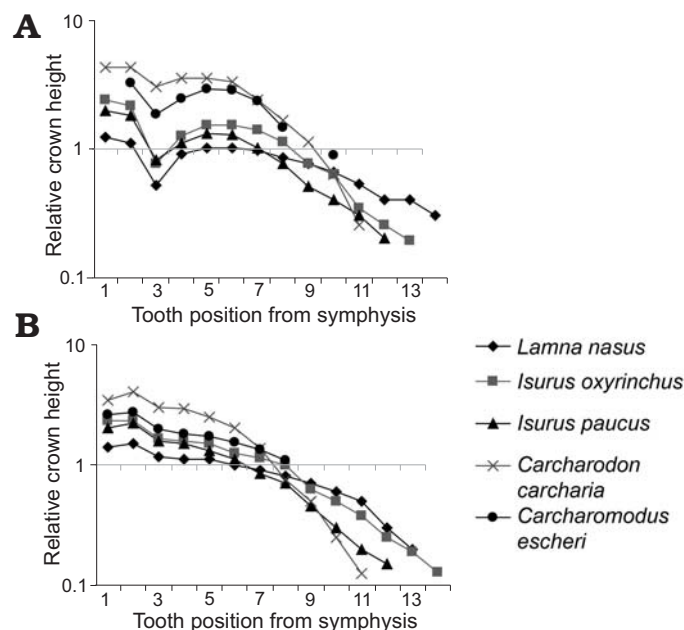 A
10
1
0.1
Relative crown height
1 3 5 7 9 11 13
Tooth position from symphysis
B
10
1
0.1
Relative crown height
1 3 5 7 9 11 13
Tooth position from symphysis
Lamna nasus
Isurus oxyrinchus
Isurus paucus
Carcharodon
carcharia
Carcharomodus
escheri